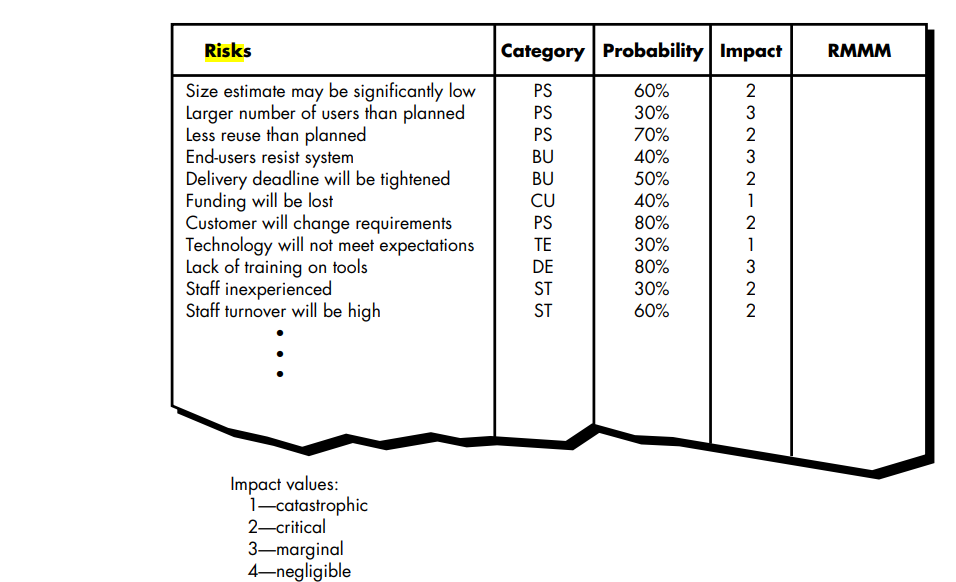 Risks Category Probability Impact RMMM
Size estimate may be significantly low PS 60% 2
Larger number of users than planned PS 30% 3
Less reuse than planned PS 70% 2
End-users resist system BU 40% 3
Delivery deadline will be tightened BU 50% 2
Funding will be lost CU 40% 1
Customer will change requirements PS 80% 2
Technology will not meet expectations TE 30% 1
Lack of training on tools DE 80% 3
Staff inexperienced ST 30% 2
Staff turnover will be high ST 60% 2
•
•
•
Impact values:
1—catastrophic
2—critical
3—marginal
4—negligible